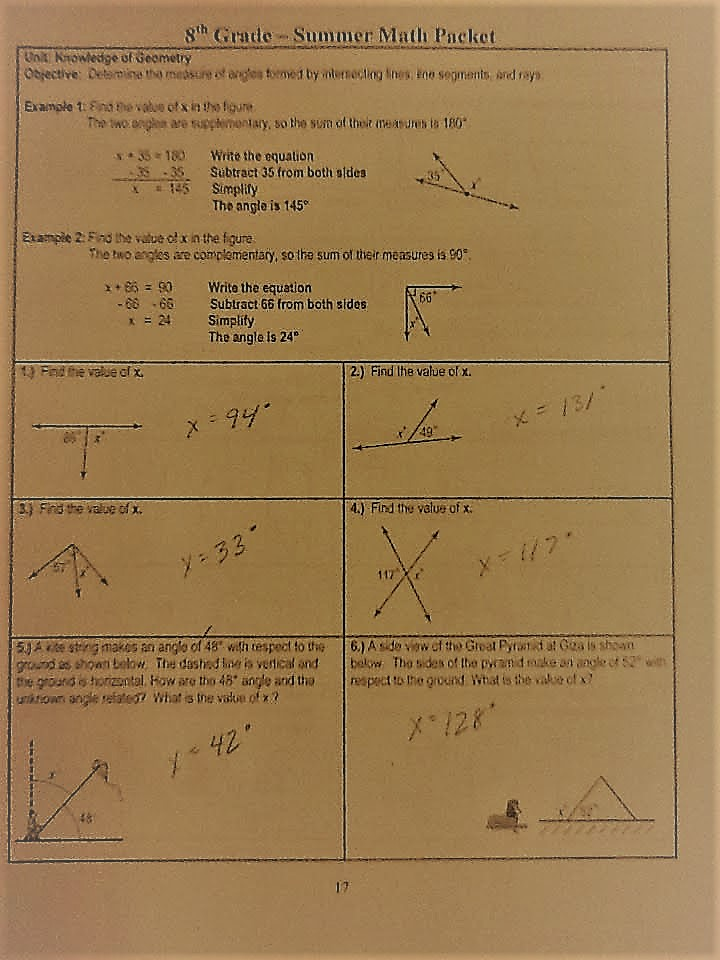 8th Grade – Summer Math Packet
Unit: Knowledge of Geometry
Objective: Determine the measure of angles formed by intersecting lines, line segments, and rays.
Example 1: Find the value of x in the figure.
The two angles are supplementary, so the sum of their measures is 180°.
x + 35 = 180 Write the equation
- 35 - 35 Subtract 35 from both sides
x = 145 Simplify
The angle is 145°
35° x°
Example 2: Find the value of x in the figure.
The two angles are complementary, so the sum of their measures is 90°.
x + 66 = 90 Write the equation
- 66 - 66 Subtract 66 from both sides
x = 24 Simplify
The angle is 24°
66°
x°
1.) Find the value of x.
x = 94°
x°
2.) Find the value of x.
x = 131°
x° 49°
3.) Find the value of x.
x = 33°
57° x°
4.) Find the value of x.
x = 117°
117° x°
5.) A kite string makes an angle of 48° with respect to the
ground as shown below. The dashed line is vertical and
the ground is horizontal. How are the 48° angle and the
unknown angle related? What is the value of x?
x = 42°
x
48°
6.) A side view of the Great Pyramid at Giza is shown
below. The sides of the pyramid make an angle of 52° with
respect to the ground. What is the value of x?
x = 128°
x° 52°
17